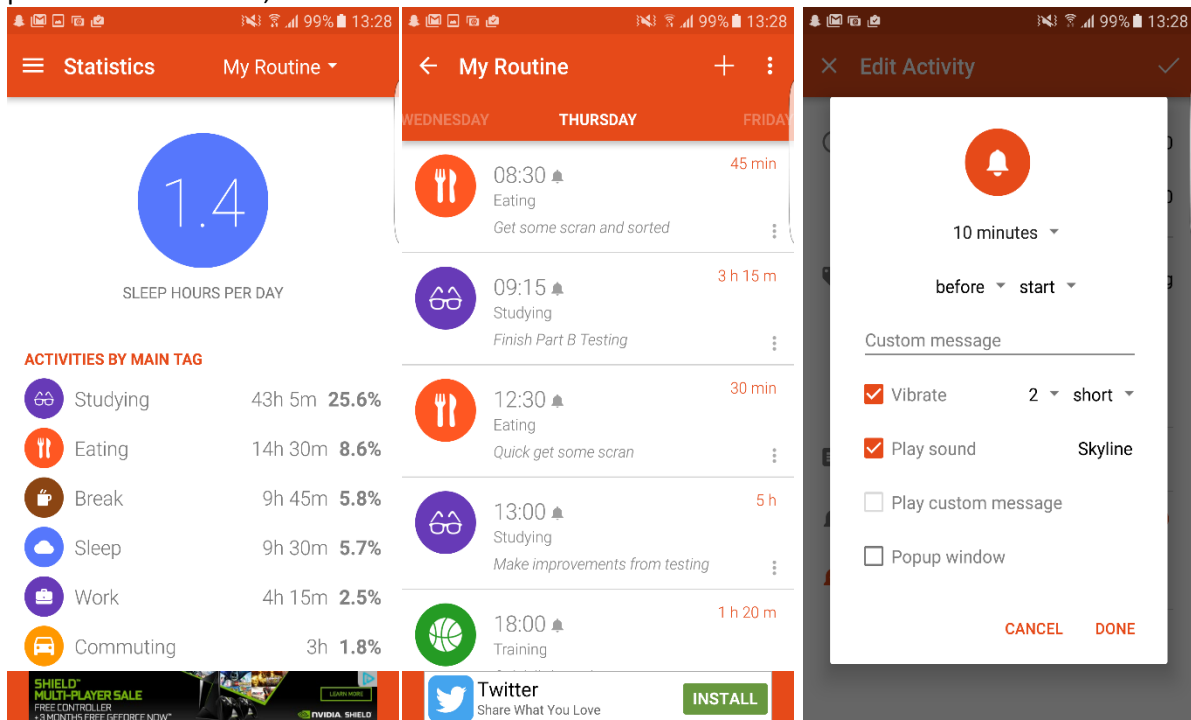 99% 13:28
Statistics My Routine
1.4
SLEEP HOURS PER DAY
ACTIVITIES BY MAIN TAG
Studying 43h 5m 25.6%
Eating 14h 30m 8.6%
Break 9h 45m 5.8%
Sleep 9h 30m 5.7%
Work 4h 15m 2.5%
Commuting 3h 1.8%
SHIELD™
MULTI-PLAYER SALE
FREE CONTROLLER
+3 MONTHS FREE GEFORCE NOW™
LEARN MORE
NVIDIA. SHIELD
99% 13:28
My Routine
WEDNESDAY THURSDAY FRIDAY
08:30 45 min
Eating
Get some scran and sorted
09:15 3 h 15 m
Studying
Finish Part B Testing
12:30 30 min
Eating
Quick get some scran
13:00 5 h
Studying
Make improvements from testing
18:00 1 h 20 m
Training
Twitter
Share What You Love
INSTALL
99% 13:28
Edit Activity
10 minutes
before start
Custom message
Vibrate 2 short
Play sound Skyline
Play custom message
Popup window
CANCEL DONE